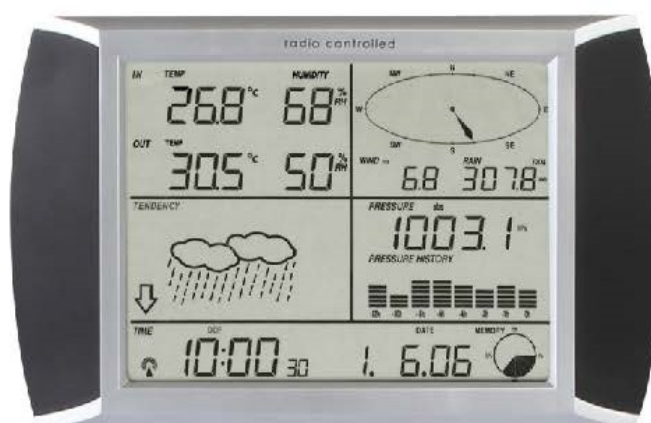 radio controlled
IN TEMP HUMIDITY
26.8 °C 68 % RH
OUT TEMP
30.5 °C 50 % RH
N
NW NE
W E
SW SE
S
WIND RAIN
6.8 307.8
TENDENCY
PRESSURE
1003.1
PRESSURE HISTORY
TIME DCF DATE MEMORY
10:00 30 1. 6.06